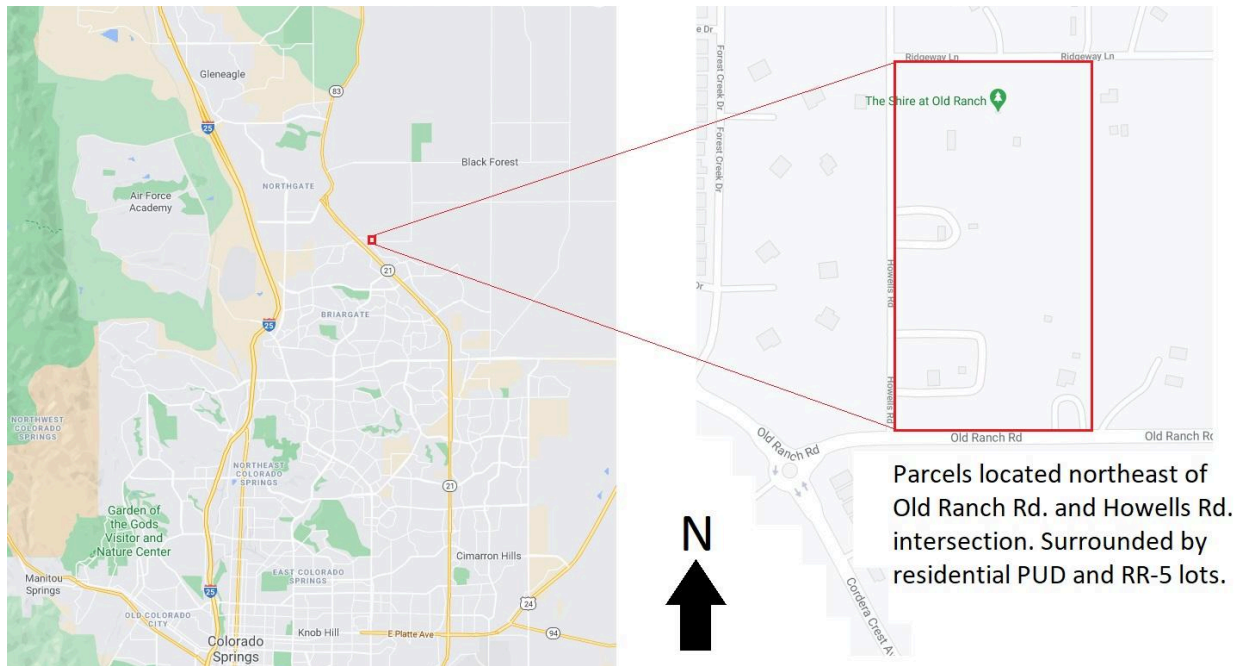 Gleneagle
83
25
Black Forest
NORTHGATE
Air Force
Academy
21
BRIARGATE
25
NORTHWEST
COLORADO
SPRINGS
NORTHEAST
COLORADO
SPRINGS
21
Garden of
the Gods
Visitor and
Nature Center
Cimarron Hills
EAST COLORADO
SPRINGS
Manitou
Springs
25
24
OLD COLORADO
CITY
Colorado
Springs
Knob Hill
E Platte Ave
94
e Dr
Forest Creek Dr
Forest Creek Dr
Dr
Ridgeway Ln
Ridgeway Ln
The Shire at Old Ranch
Howells Rd
Howells Rd
Old Ranch Rd
Old Ranch Rd
Old Ranch Rd
Cordera Crest Av
N
Parcels located northeast of
Old Ranch Rd. and Howells Rd.
intersection. Surrounded by
residential PUD and RR-5 lots.